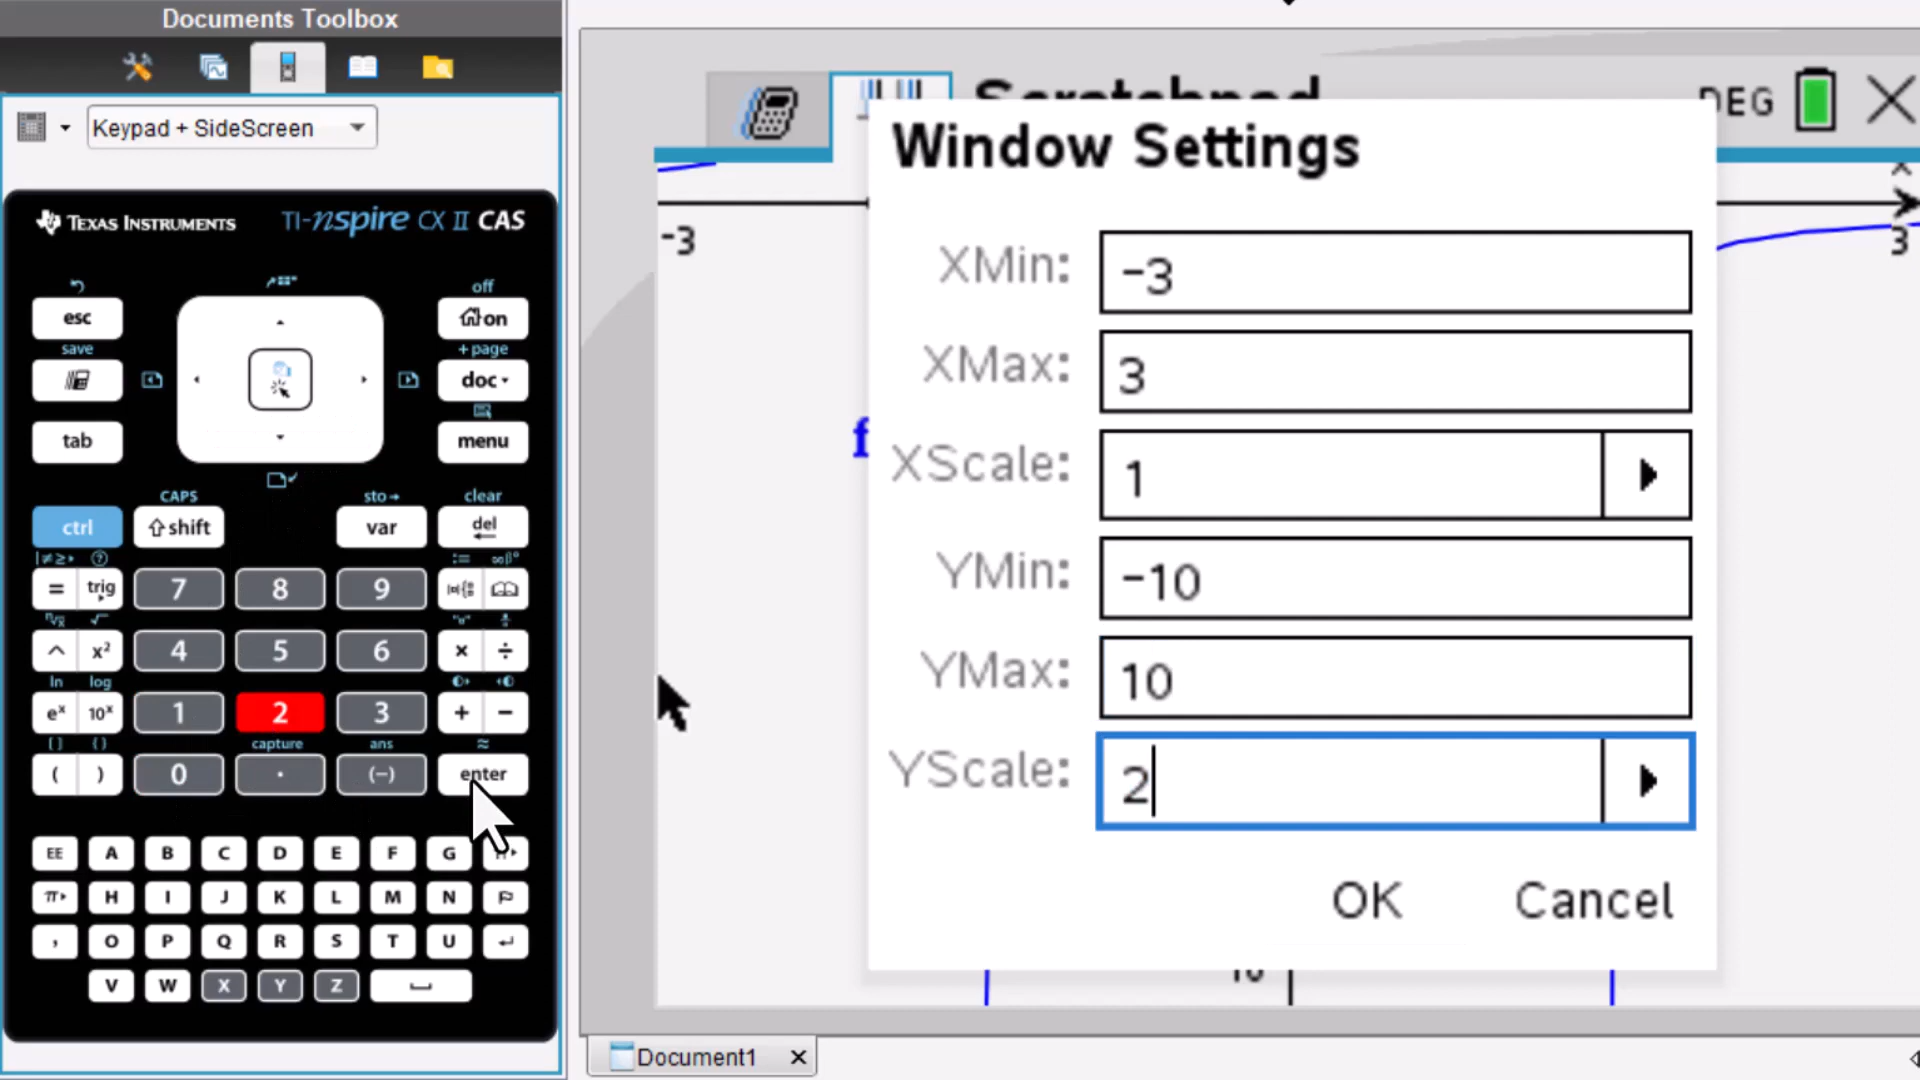 Documents Toolbox
Keypad + SideScreen
TEXAS INSTRUMENTS TI-nspire CX II CAS
off
esc
on
save
+ page
doc
tab
menu
CAPS sto→ clear
ctrl shift var del
= trig 7 8 9
^ x² 4 5 6 × ÷
ln log
eˣ 10ˣ 1 2 3 + −
[ ] { } capture ans ≈
( ) 0 . (−) enter
EE A B C D E F G
π H I J K L M N
, O P Q R S T U
V W X Y Z
Scratchpad
DEG
Window Settings
XMin: -3
XMax: 3
XScale: 1
YMin: -10
YMax: 10
YScale: 2
OK Cancel
-3
3
f
Document1